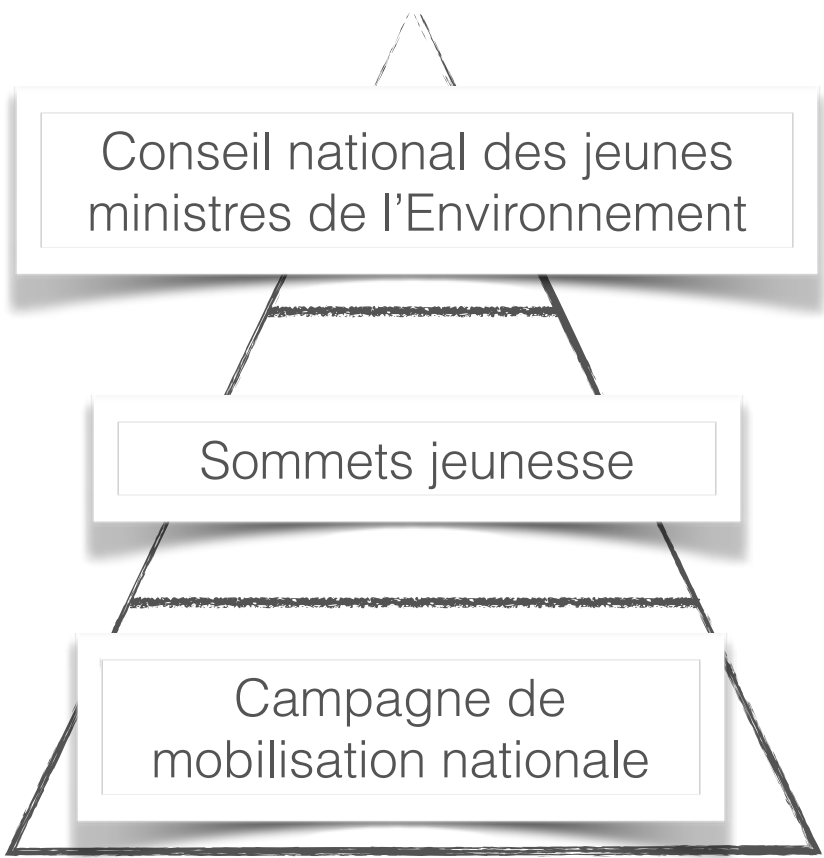 Conseil national des jeunes
ministres de l’Environnement
Sommets jeunesse
Campagne de
mobilisation nationale